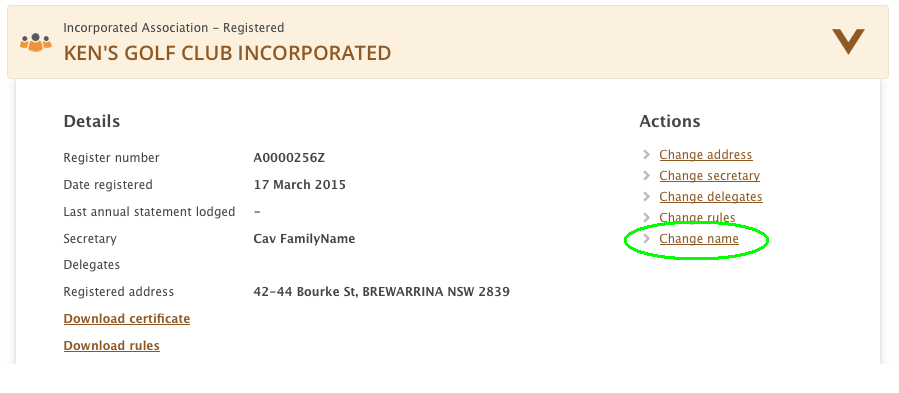 Incorporated Association – Registered
KEN'S GOLF CLUB INCORPORATED
Details
Register number A0000256Z
Date registered 17 March 2015
Last annual statement lodged –
Secretary Cav FamilyName
Delegates
Registered address 42–44 Bourke St, BREWARRINA NSW 2839
Download certificate
Download rules
Actions
Change address
Change secretary
Change delegates
Change rules
Change name